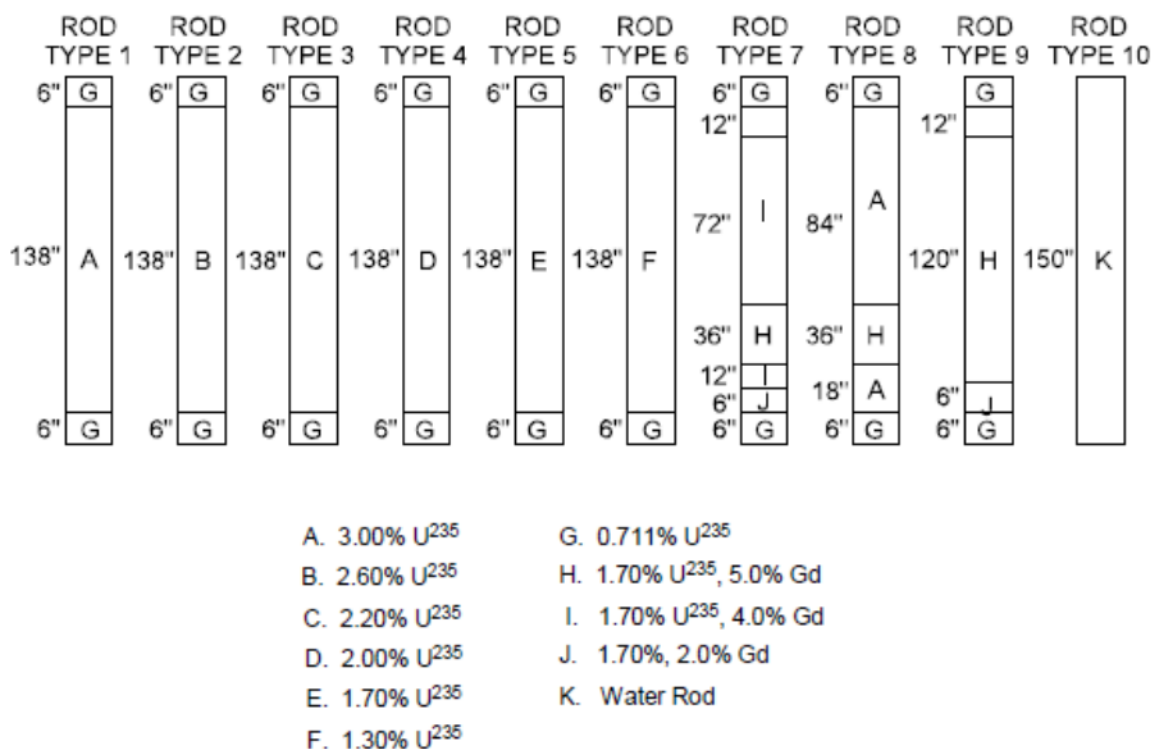 ROD ROD ROD ROD ROD ROD ROD ROD ROD ROD
TYPE 1 TYPE 2 TYPE 3 TYPE 4 TYPE 5 TYPE 6 TYPE 7 TYPE 8 TYPE 9 TYPE 10
6" G 6" G 6" G 6" G 6" G 6" G 6" G 6" G G
12" 12"
72" I 84" A
138" A 138" B 138" C 138" D 138" E 138" F 120" H 150" K
36" H 36" H
12" I 18" A
6" J 6" J
6" G 6" G 6" G 6" G 6" G 6" G 6" G 6" G 6" G
A. 3.00% U235 G. 0.711% U235
B. 2.60% U235 H. 1.70% U235, 5.0% Gd
C. 2.20% U235 I. 1.70% U235, 4.0% Gd
D. 2.00% U235 J. 1.70%, 2.0% Gd
E. 1.70% U235 K. Water Rod
F. 1.30% U235